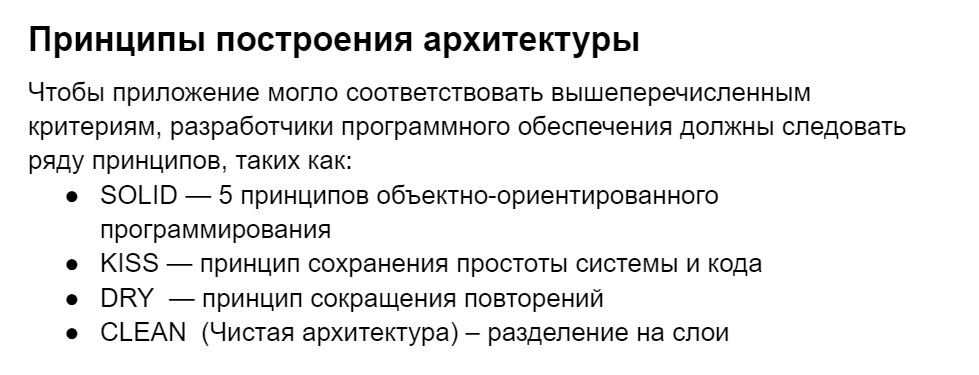 Принципы построения архитектуры
Чтобы приложение могло соответствовать вышеперечисленным
критериям, разработчики программного обеспечения должны следовать
ряду принципов, таких как:
● SOLID — 5 принципов объектно-ориентированного
программирования
● KISS — принцип сохранения простоты системы и кода
● DRY  — принцип сокращения повторений
● CLEAN  (Чистая архитектура) – разделение на слои